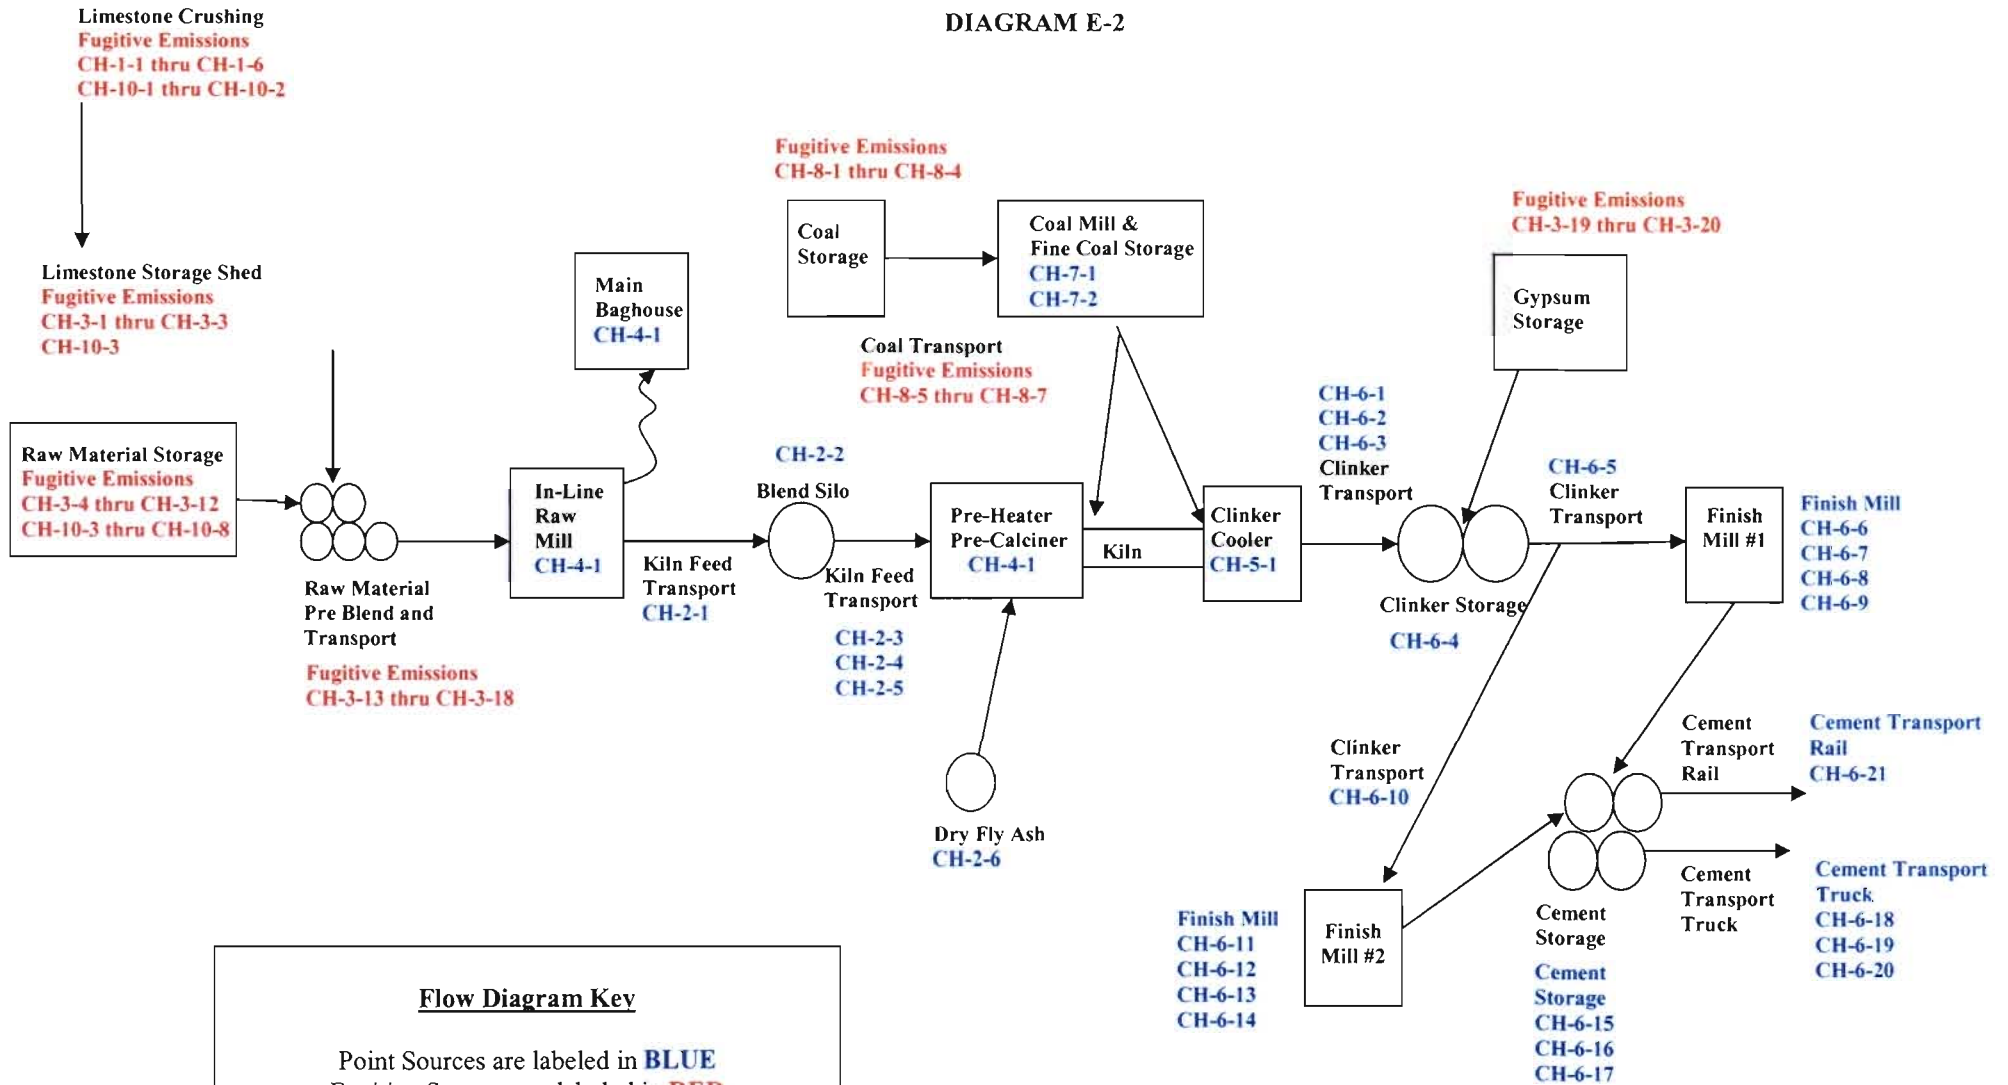 DIAGRAM E-2
Limestone Crushing
Fugitive Emissions
CH-1-1 thru CH-1-6
CH-10-1 thru CH-10-2
Limestone Storage Shed
Fugitive Emissions
CH-3-1 thru CH-3-3
CH-10-3
Raw Material Storage
Fugitive Emissions
CH-3-4 thru CH-3-12
CH-10-3 thru CH-10-8
Raw Material
Pre Blend and
Transport
Fugitive Emissions
CH-3-13 thru CH-3-18
Main
Baghouse
CH-4-1
In-Line
Raw
Mill
CH-4-1
Kiln Feed
Transport
CH-2-1
CH-2-2
Blend Silo
Kiln Feed
Transport
CH-2-3
CH-2-4
CH-2-5
Fugitive Emissions
CH-8-1 thru CH-8-4
Coal
Storage
Coal Mill &
Fine Coal Storage
CH-7-1
CH-7-2
Coal Transport
Fugitive Emissions
CH-8-5 thru CH-8-7
Pre-Heater
Pre-Calciner
CH-4-1
Kiln
Dry Fly Ash
CH-2-6
Clinker
Cooler
CH-5-1
CH-6-1
CH-6-2
CH-6-3
Clinker
Transport
Fugitive Emissions
CH-3-19 thru CH-3-20
Gypsum
Storage
Clinker Storage
CH-6-4
CH-6-5
Clinker
Transport
Finish
Mill #1
Finish Mill
CH-6-6
CH-6-7
CH-6-8
CH-6-9
Clinker
Transport
CH-6-10
Finish
Mill #2
Finish Mill
CH-6-11
CH-6-12
CH-6-13
CH-6-14
Cement
Storage
Cement
Storage
CH-6-15
CH-6-16
CH-6-17
Cement
Transport
Rail
Cement Transport
Rail
CH-6-21
Cement
Transport
Truck
Cement Transport
Truck
CH-6-18
CH-6-19
CH-6-20
Flow Diagram Key
Point Sources are labeled in BLUE